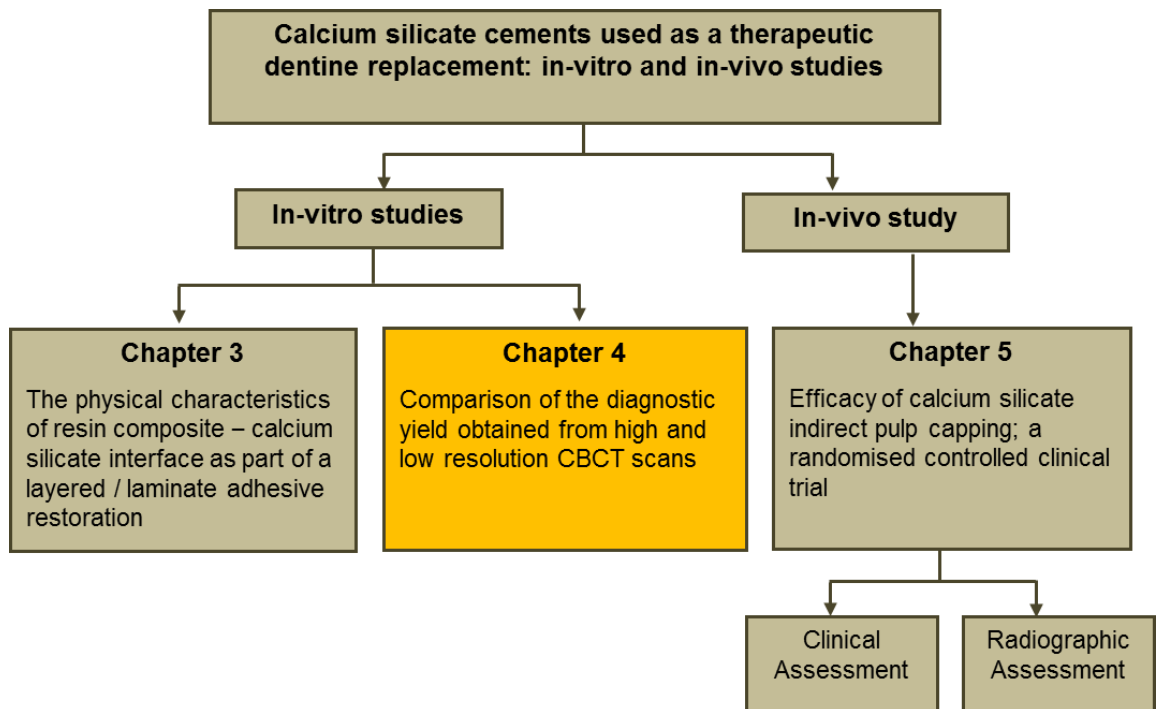 Calcium silicate cements used as a therapeutic
dentine replacement: in-vitro and in-vivo studies
In-vitro studies
In-vivo study
Chapter 3
The physical characteristics
of resin composite – calcium
silicate interface as part of a
layered / laminate adhesive
restoration
Chapter 4
Comparison of the diagnostic
yield obtained from high and
low resolution CBCT scans
Chapter 5
Efficacy of calcium silicate
indirect pulp capping; a
randomised controlled clinical
trial
Clinical
Assessment
Radiographic
Assessment